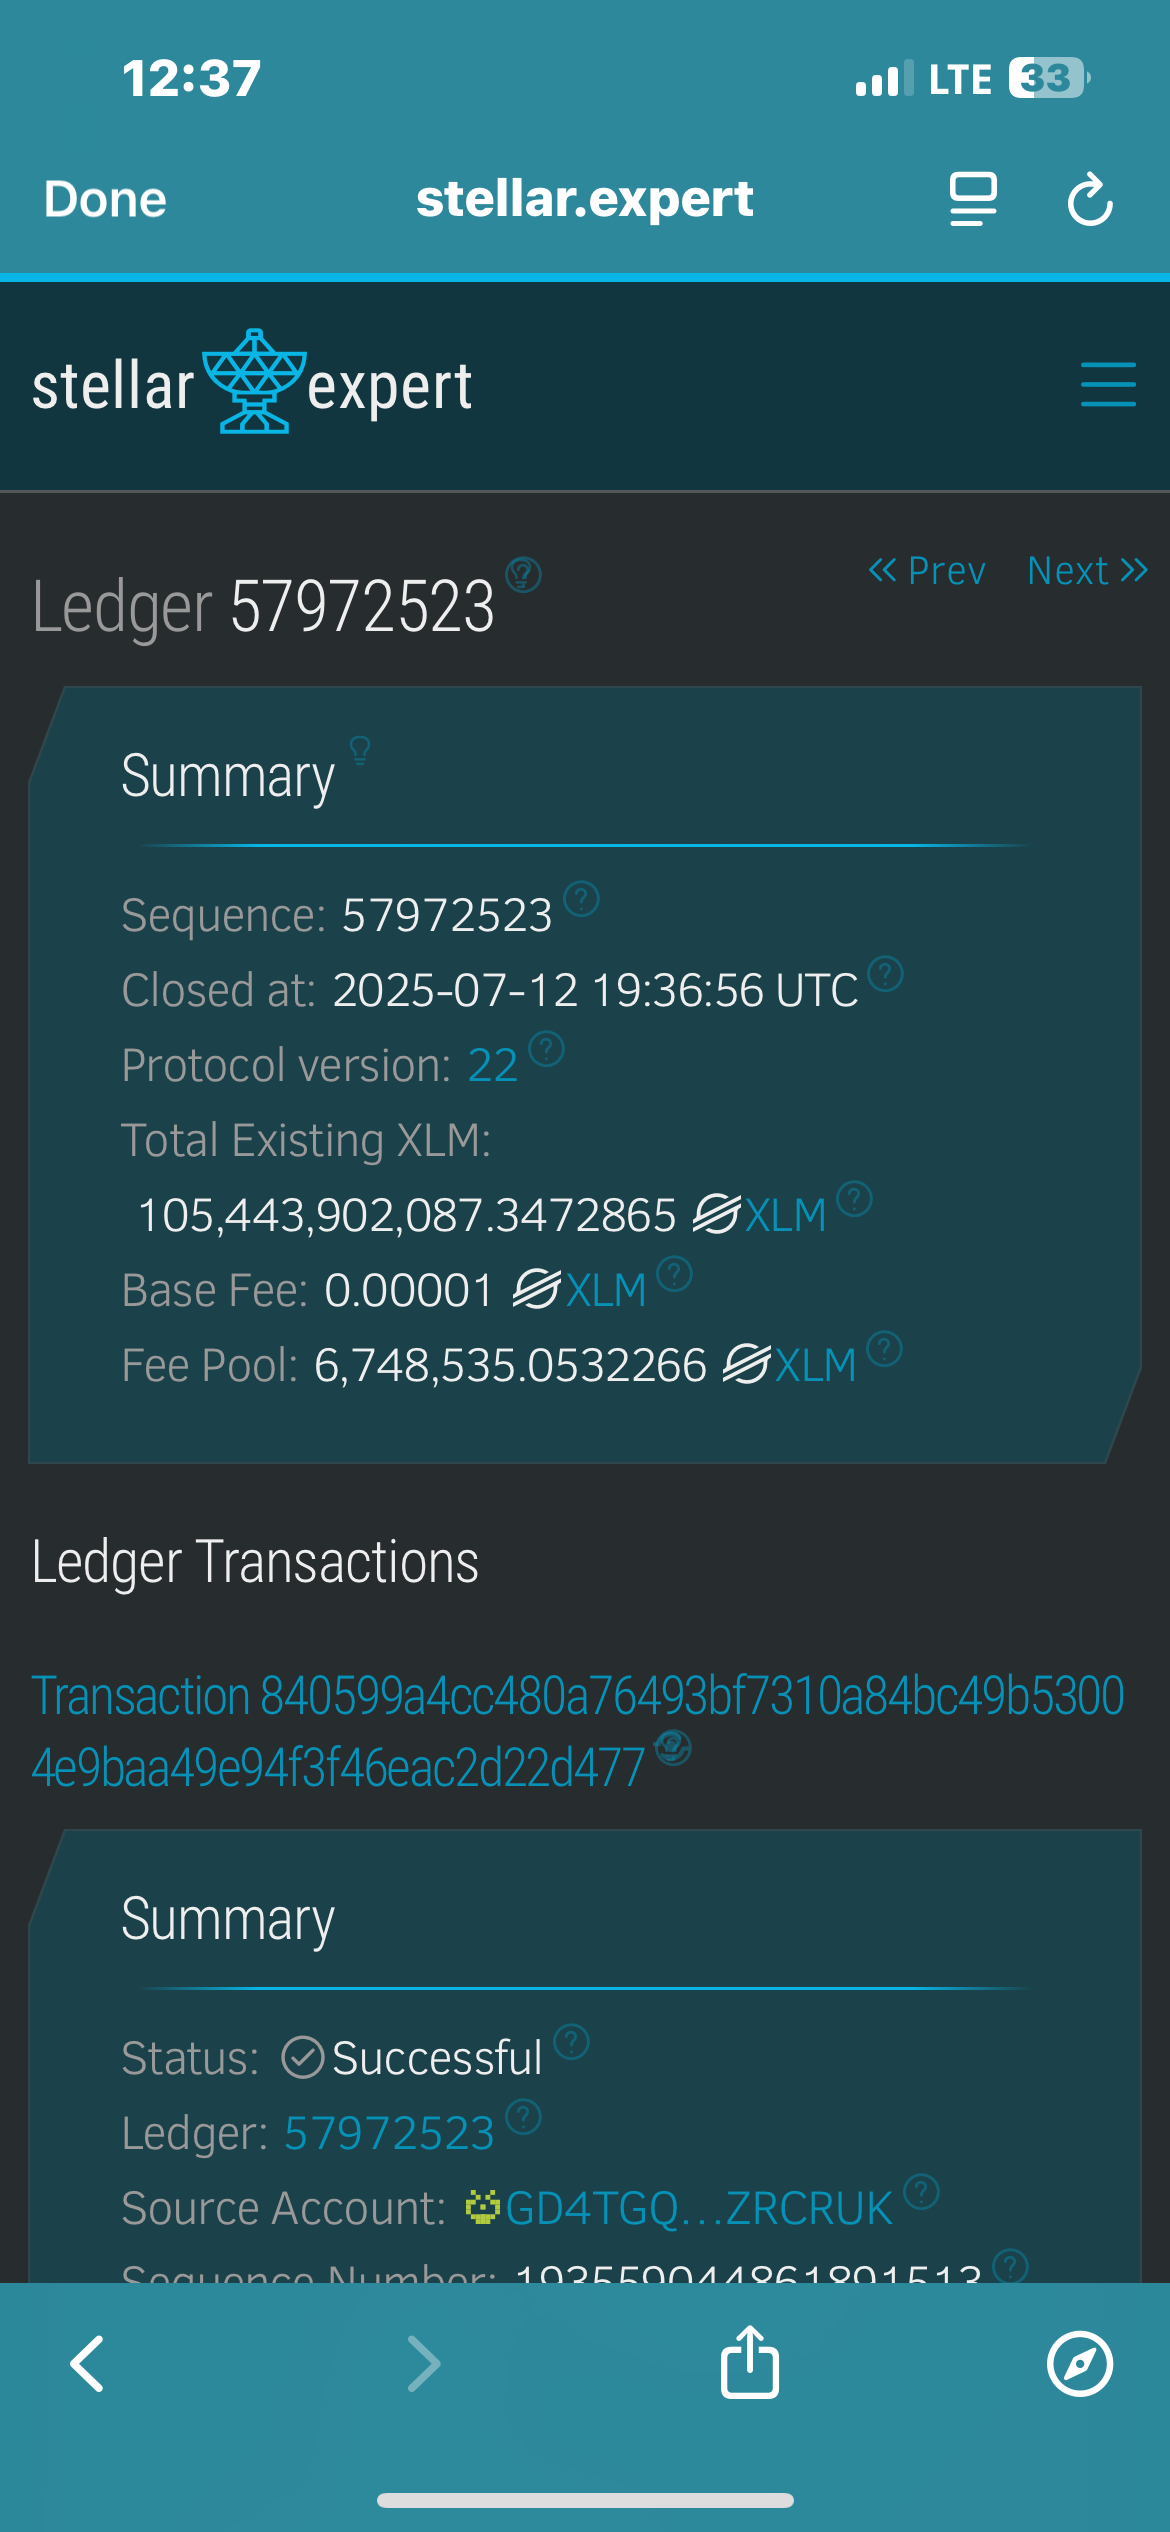 12:37
LTE 33
Done
stellar.expert
stellar expert
Ledger 57972523
« Prev Next »
Summary
Sequence: 57972523
Closed at: 2025-07-12 19:36:56 UTC
Protocol version: 22
Total Existing XLM:
105,443,902,087.3472865 XLM
Base Fee: 0.00001 XLM
Fee Pool: 6,748,535.0532266 XLM
Ledger Transactions
Transaction 840599a4cc480a76493bf7310a84bc49b5300
4e9baa49e94f3f46eac2d22d477
Summary
Status: Successful
Ledger: 57972523
Source Account: GD4TGQ…ZRCRUK
Sequence Number: 193559044861891513